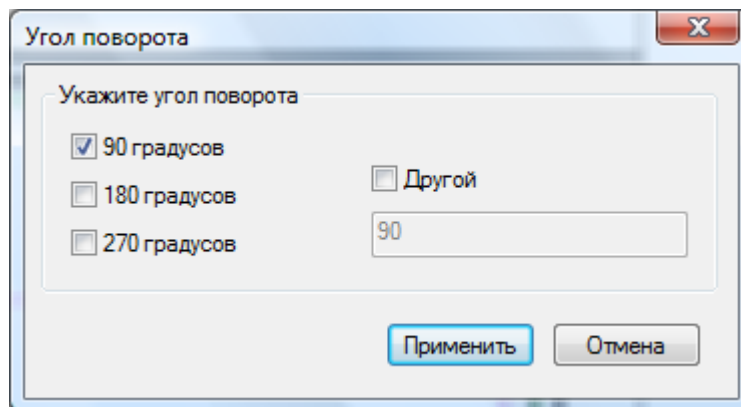 Угол поворота
Укажите угол поворота
90 градусов
180 градусов
270 градусов
Другой
90
Применить
Отмена